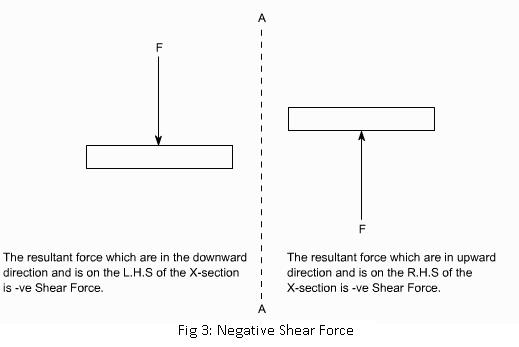 A
F
F
The resultant force which are in the downward
direction and is on the L.H.S of the X-section
is -ve Shear Force.
The resultant force which are in upward
direction and is on the R.H.S of the
X-section is -ve Shear Force.
A
Fig 3: Negative Shear Force